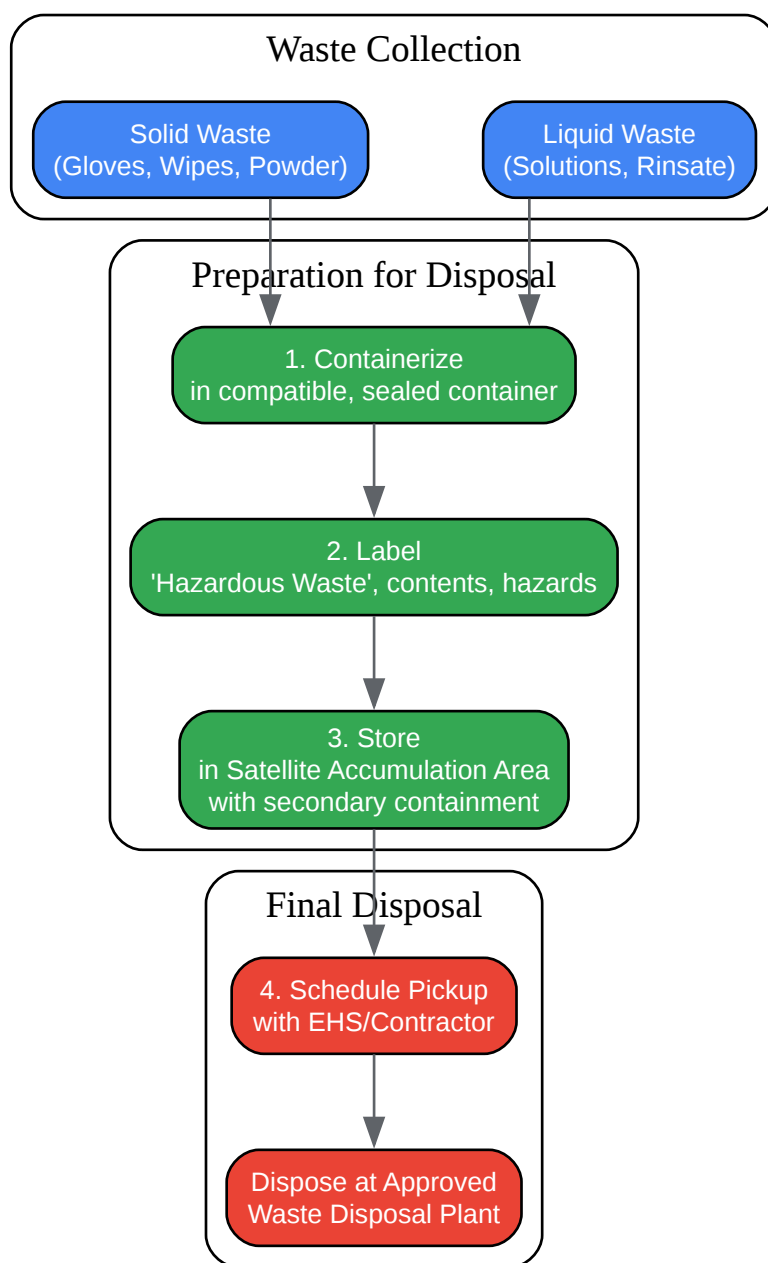 Waste Collection
Solid Waste
(Gloves, Wipes, Powder)
Liquid Waste
(Solutions, Rinsate)
Preparation for Disposal
1. Containerize
in compatible, sealed container
2. Label
'Hazardous Waste', contents, hazards
3. Store
in Satellite Accumulation Area
with secondary containment
Final Disposal
4. Schedule Pickup
with EHS/Contractor
Dispose at Approved
Waste Disposal Plant